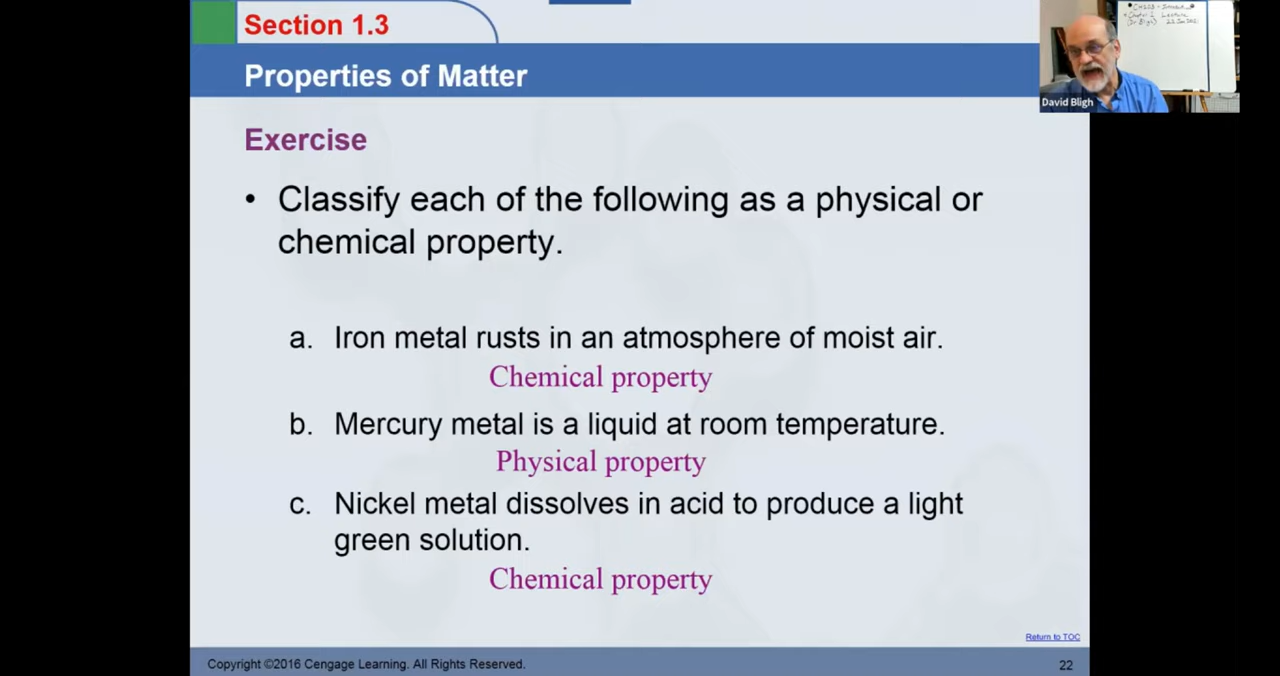 Section 1.3
Properties of Matter
David Bligh
Exercise
• Classify each of the following as a physical or
chemical property.
a. Iron metal rusts in an atmosphere of moist air.
Chemical property
b. Mercury metal is a liquid at room temperature.
Physical property
c. Nickel metal dissolves in acid to produce a light
green solution.
Chemical property
Return to TOC
Copyright ©2016 Cengage Learning. All Rights Reserved.
22